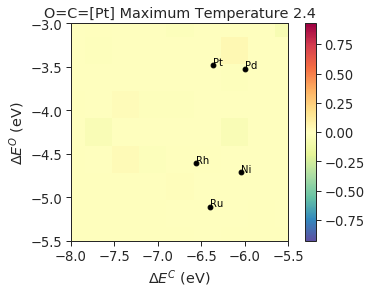 O=C=[Pt] Maximum Temperature 2.4
−3.0
−3.5
−4.0
−4.5
−5.0
−5.5
ΔE^O (eV)
Pt
Pd
Rh
Ni
Ru
−8.0 −7.5 −7.0 −6.5 −6.0 −5.5
ΔE^C (eV)
0.75
0.50
0.25
0.00
−0.25
−0.50
−0.75